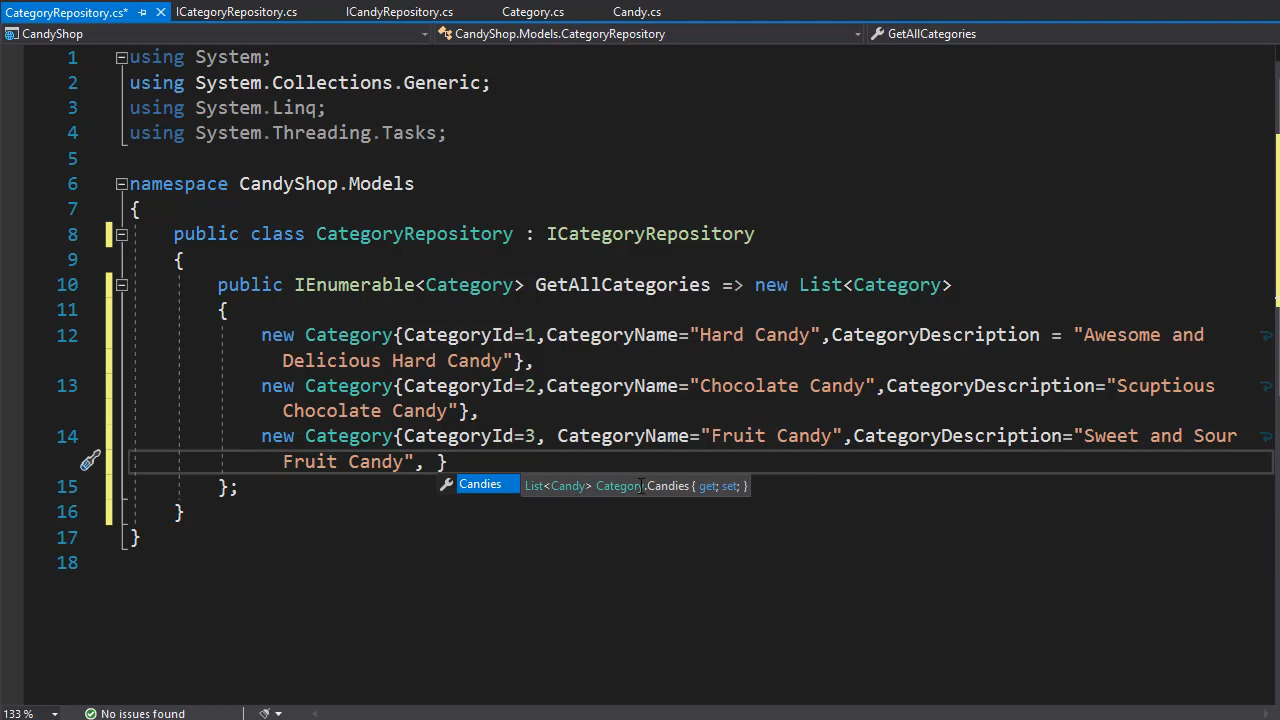 CategoryRepository.cs* ICategoryRepository.cs ICandyRepository.cs Category.cs Candy.cs
CandyShop CandyShop.Models.CategoryRepository GetAllCategories
1 using System;
2 using System.Collections.Generic;
3 using System.Linq;
4 using System.Threading.Tasks;
5
6 namespace CandyShop.Models
7 {
8 public class CategoryRepository : ICategoryRepository
9 {
10 public IEnumerable<Category> GetAllCategories => new List<Category>
11 {
12 new Category{CategoryId=1,CategoryName="Hard Candy",CategoryDescription = "Awesome and
Delicious Hard Candy"},
13 new Category{CategoryId=2,CategoryName="Chocolate Candy",CategoryDescription="Scuptious
Chocolate Candy"},
14 new Category{CategoryId=3, CategoryName="Fruit Candy",CategoryDescription="Sweet and Sour
Fruit Candy", }
Candies List<Candy> Category.Candies { get; set; }
15 };
16 }
17 }
18
133 % No issues found